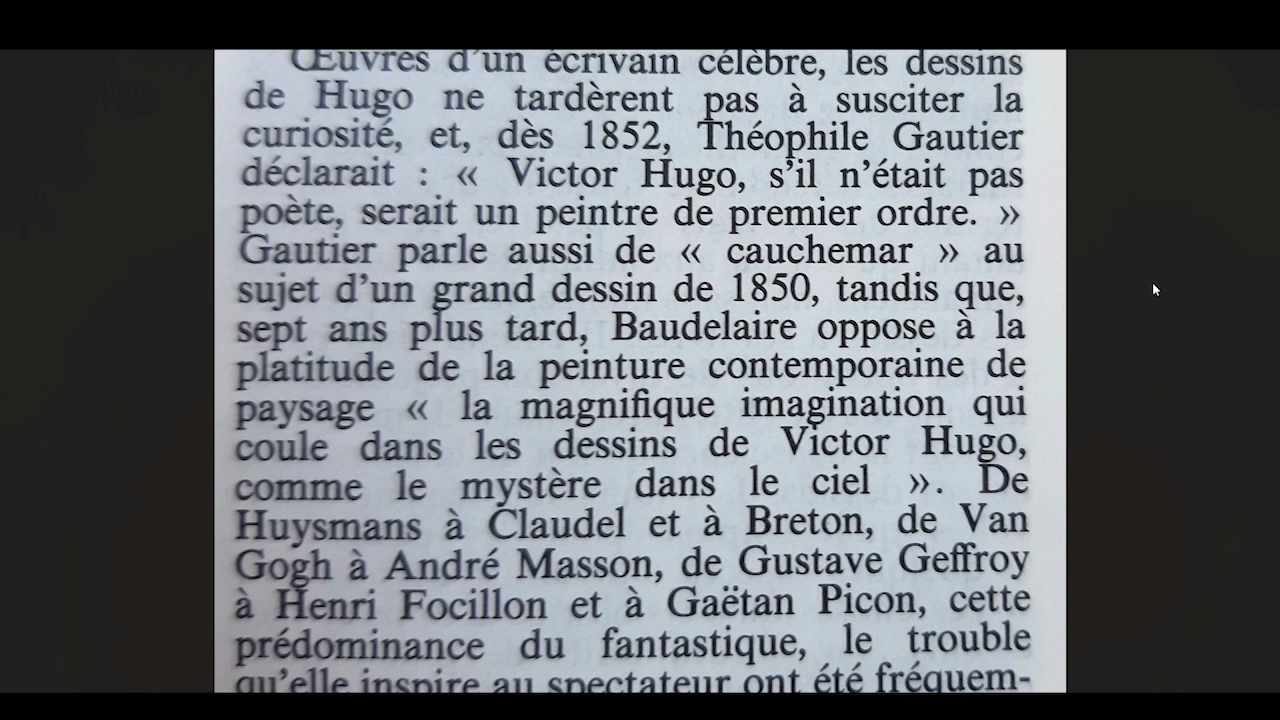 Œuvres d'un écrivain célèbre, les dessins
de Hugo ne tardèrent pas à susciter la
curiosité, et, dès 1852, Théophile Gautier
déclarait : « Victor Hugo, s'il n'était pas
poète, serait un peintre de premier ordre. »
Gautier parle aussi de « cauchemar » au
sujet d'un grand dessin de 1850, tandis que,
sept ans plus tard, Baudelaire oppose à la
platitude de la peinture contemporaine de
paysage « la magnifique imagination qui
coule dans les dessins de Victor Hugo,
comme le mystère dans le ciel ». De
Huysmans à Claudel et à Breton, de Van
Gogh à André Masson, de Gustave Geffroy
à Henri Focillon et à Gaëtan Picon, cette
prédominance du fantastique, le trouble
qu'elle inspire au spectateur ont été fréquem-